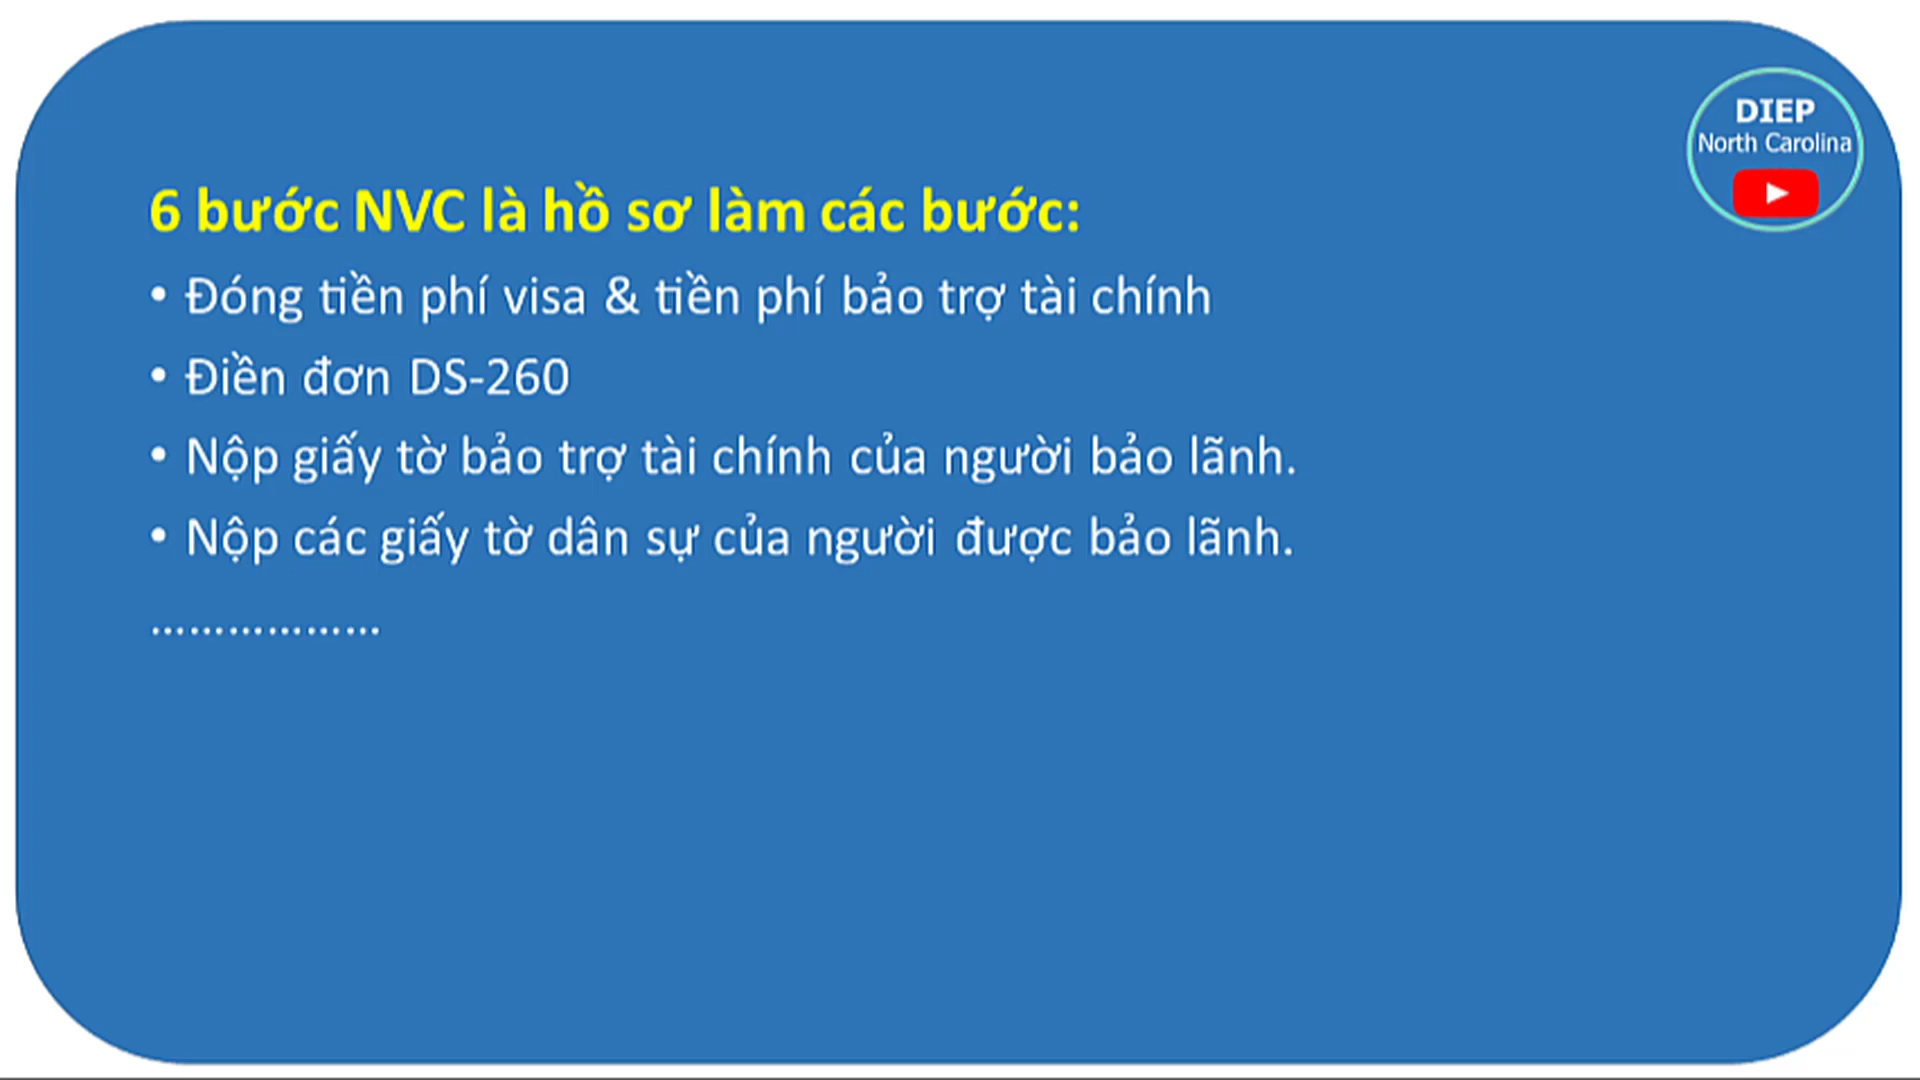 DIEP
North Carolina
6 bước NVC là hồ sơ làm các bước:
• Đóng tiền phí visa & tiền phí bảo trợ tài chính
• Điền đơn DS-260
• Nộp giấy tờ bảo trợ tài chính của người bảo lãnh.
• Nộp các giấy tờ dân sự của người được bảo lãnh.
………………